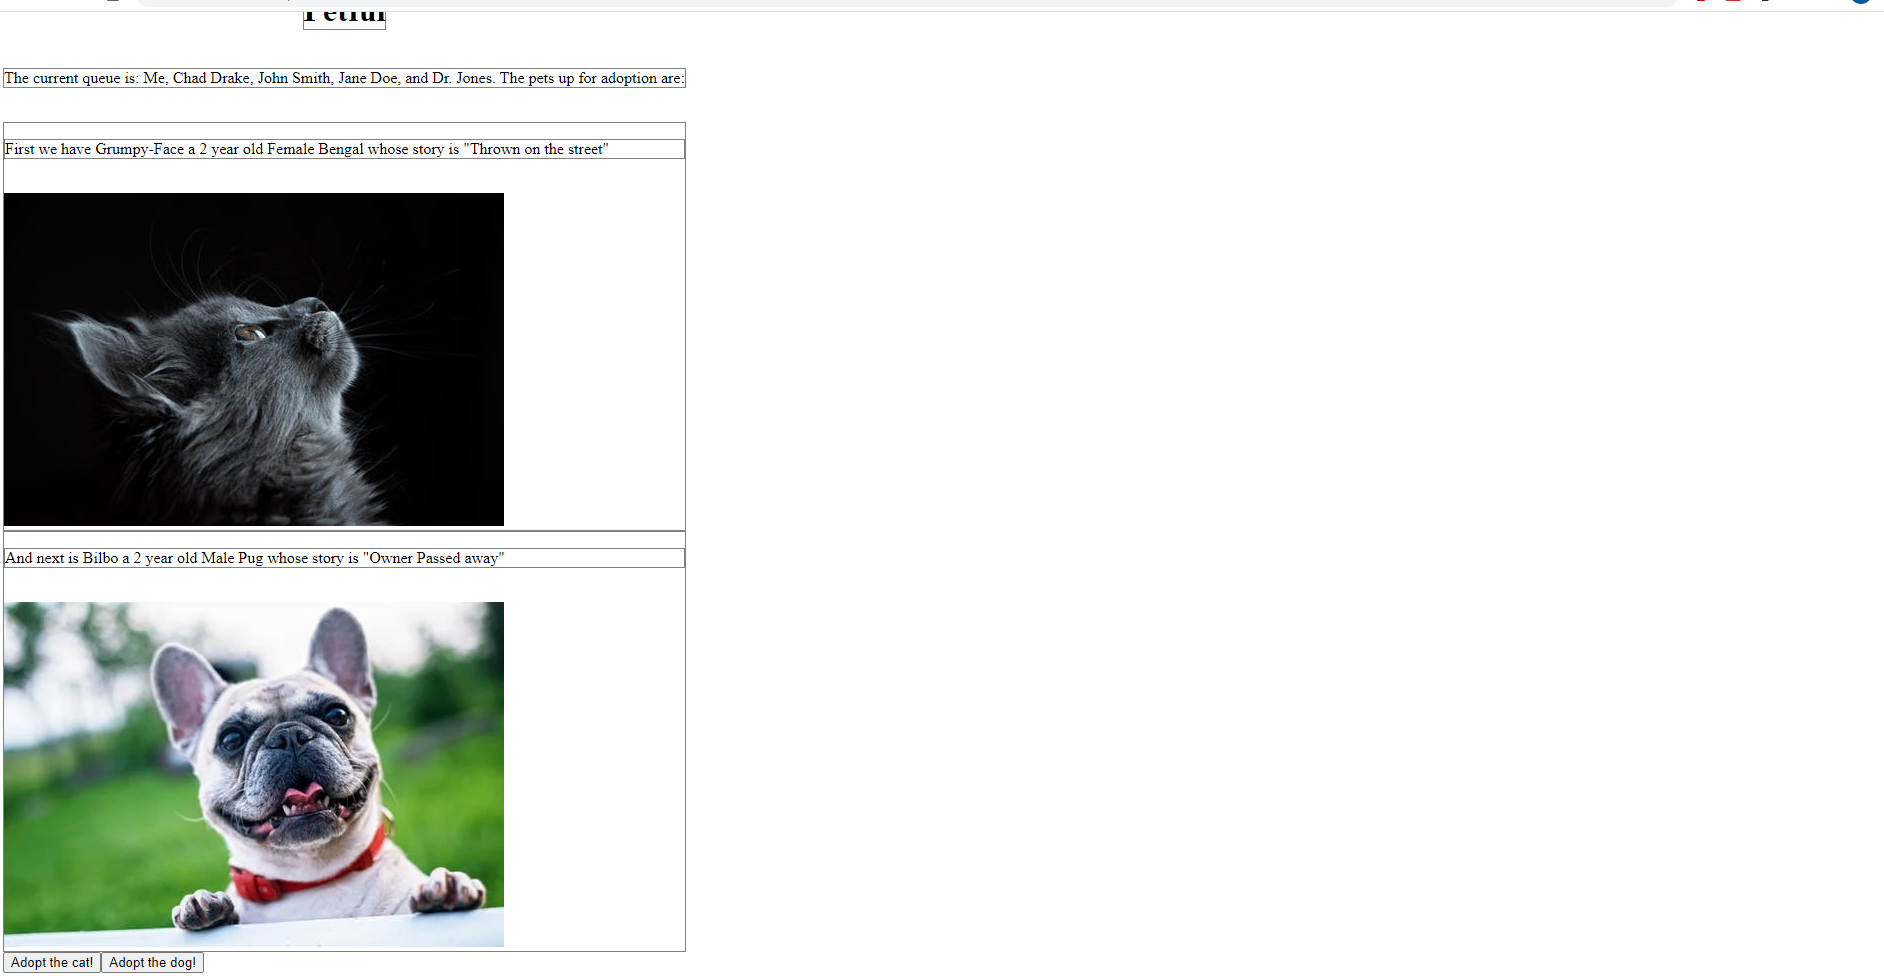 Petful
The current queue is: Me, Chad Drake, John Smith, Jane Doe, and Dr. Jones. The pets up for adoption are:
First we have Grumpy-Face a 2 year old Female Bengal whose story is "Thrown on the street"
And next is Bilbo a 2 year old Male Pug whose story is "Owner Passed away"
Adopt the cat! Adopt the dog!